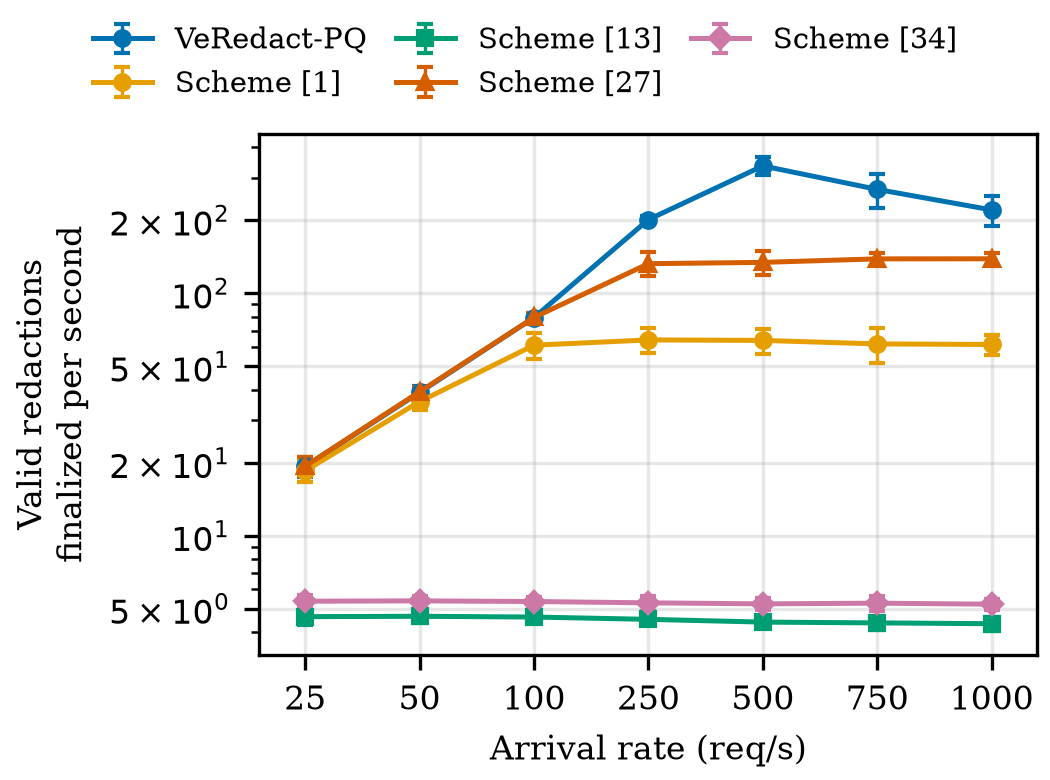 VeRedact-PQ
Scheme [13]
Scheme [34]
Scheme [1]
Scheme [27]
Valid redactions
finalized per second
2 × 10²
10²
5 × 10¹
2 × 10¹
10¹
5 × 10⁰
25 50 100 250 500 750 1000
Arrival rate (req/s)